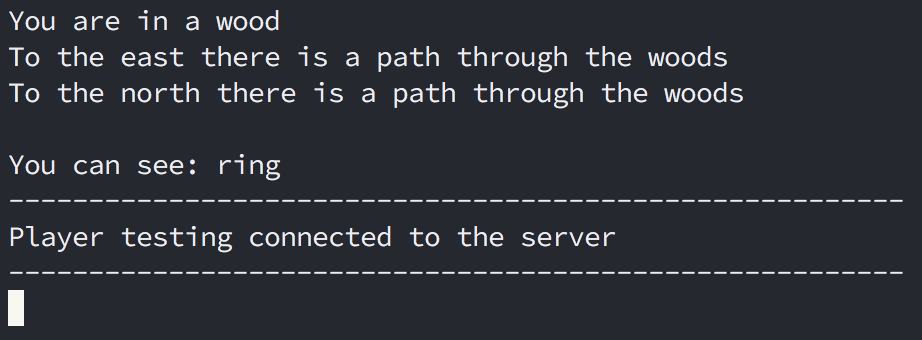 You are in a wood
To the east there is a path through the woods
To the north there is a path through the woods
You can see: ring
--------------------------------------------------------
Player testing connected to the server
--------------------------------------------------------